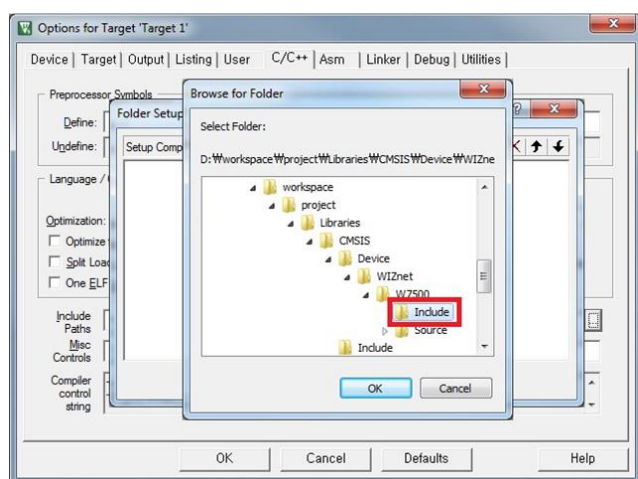 Options for Target 'Target 1'
Device | Target | Output | Listing | User | C/C++ | Asm | Linker | Debug | Utilities
Preprocessor Symbols
Define:
Undefine:
Language /
Optimization:
Optimize
Split Load
One ELF
Include
Paths
Misc
Controls
Compiler
control
string
Folder Setup
Setup Comp
Browse for Folder
Select Folder:
D:₩workspace₩project₩Libraries₩CMSIS₩Device₩WIZne
workspace
project
Libraries
CMSIS
Device
WIZnet
W7500
Include
Source
Include
OK Cancel
OK Cancel Defaults Help